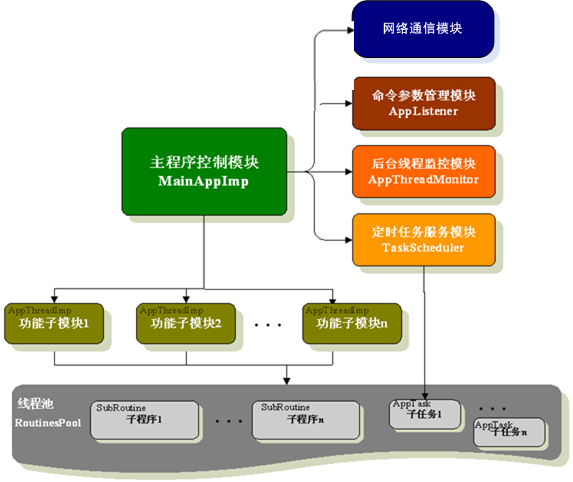 网络通信模块
命令参数管理模块
AppListener
主程序控制模块
MainAppImp
后台线程监控模块
AppThreadMonitor
定时任务服务模块
TaskScheduler
AppThreadImp
功能子模块1
AppThreadImp
功能子模块2
· · ·
AppThreadImp
功能子模块n
线程池
RoutinesPool
SubRoutine
子程序1
· · ·
SubRoutine
子程序n
AppTask
子任务1
· · ·
AppTask
子任务n